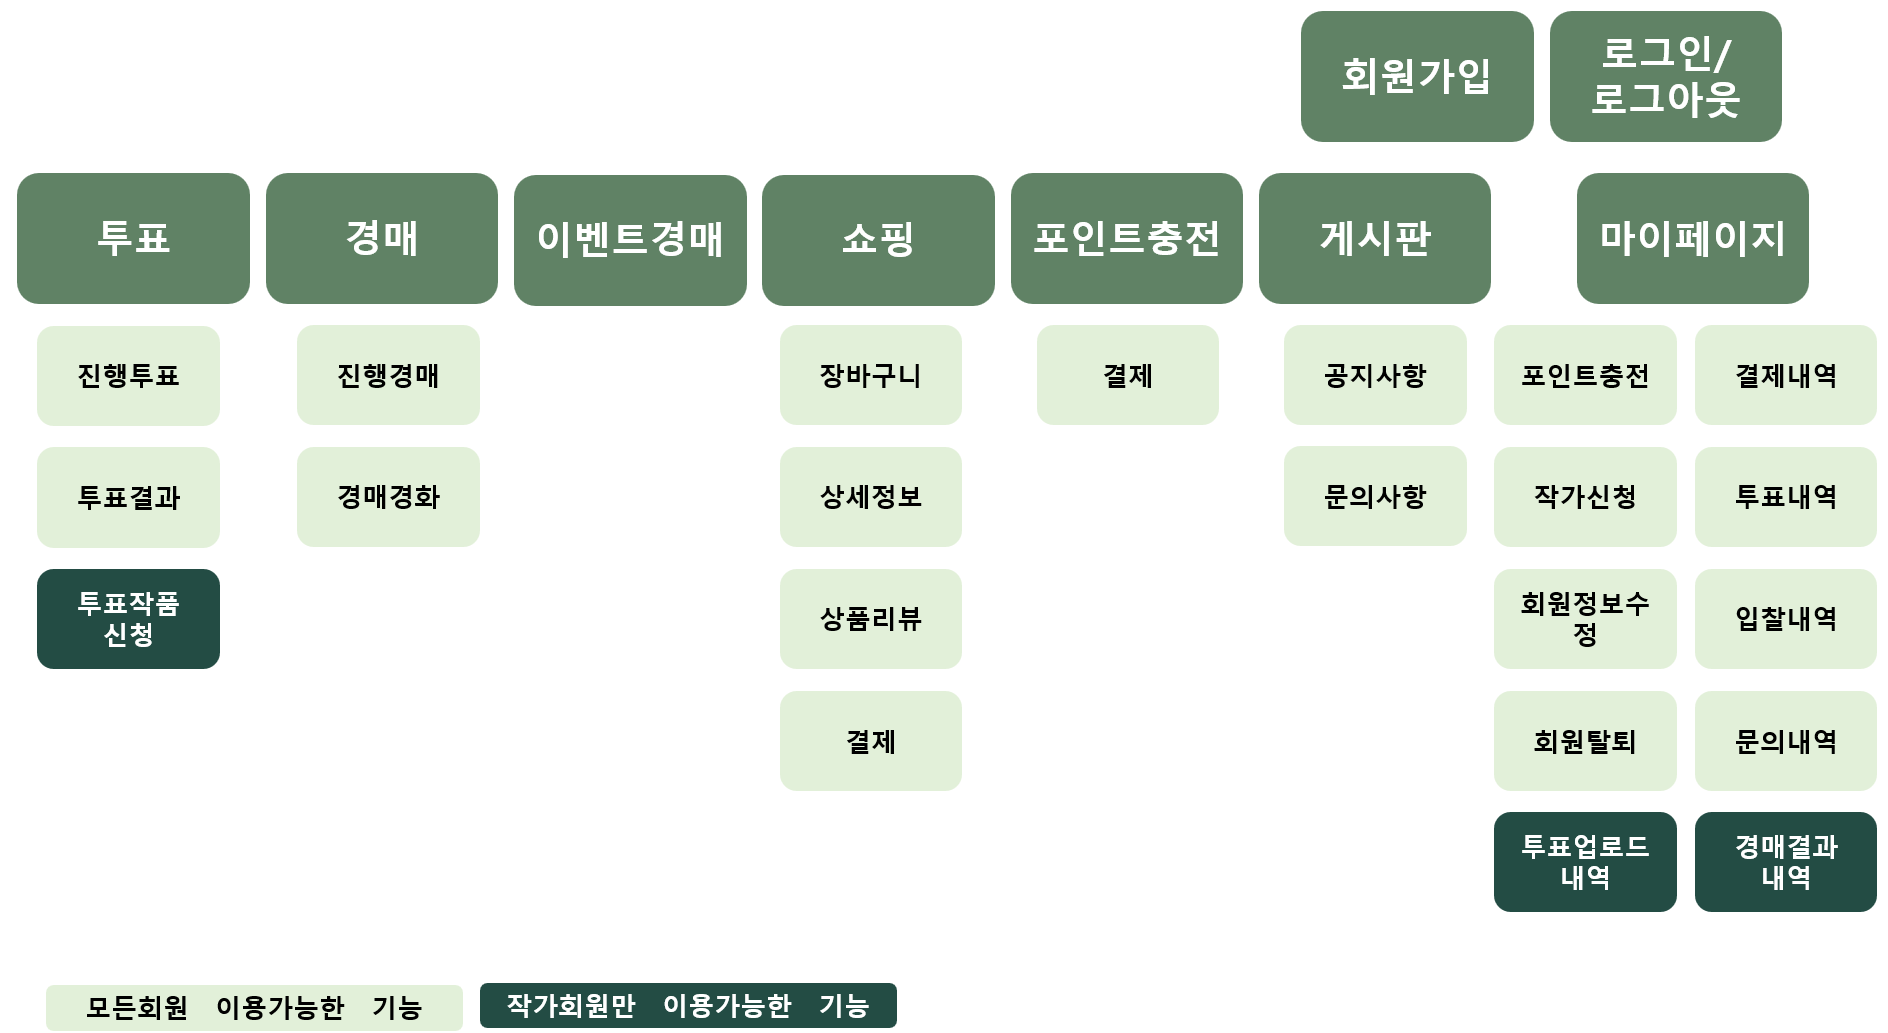 회원가입
로그인/
로그아웃
투표
경매
이벤트경매
쇼핑
포인트충전
게시판
마이페이지
진행투표
진행경매
장바구니
결제
공지사항
포인트충전
결제내역
투표결과
경매경화
상세정보
문의사항
작가신청
투표내역
투표작품
신청
상품리뷰
회원정보수
정
입찰내역
결제
회원탈퇴
문의내역
투표업로드
내역
경매결과
내역
모든회원 이용가능한 기능
작가회원만 이용가능한 기능